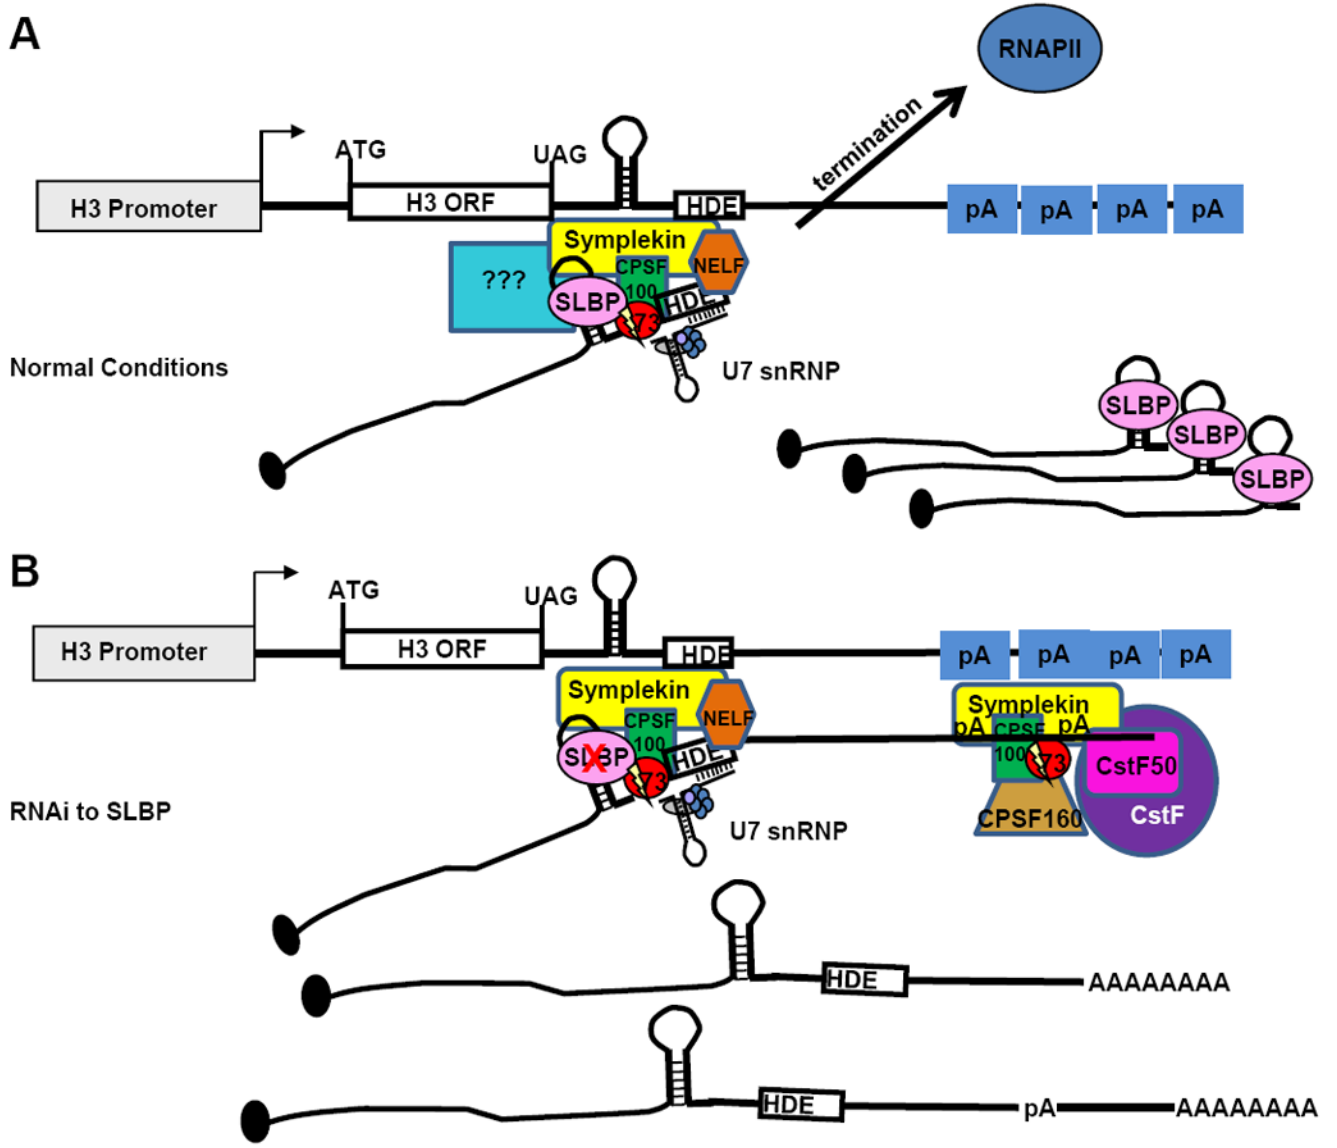 A
RNAPII
termination
ATG
UAG
H3 Promoter
H3 ORF
HDE
pA pA pA pA
Symplekin
NELF
???
CPSF
100
SLBP
HDE
73
Normal Conditions
U7 snRNP
SLBP
SLBP
SLBP
B
ATG
UAG
H3 Promoter
H3 ORF
HDE
pA pA pA pA
Symplekin
NELF
CPSF
100
SLBP
X
HDE
73
Symplekin
pA
pA
CPSF
100
73
CstF50
CPSF160
CstF
RNAi to SLBP
U7 snRNP
HDE
AAAAAAAA
HDE
pA
AAAAAAAA